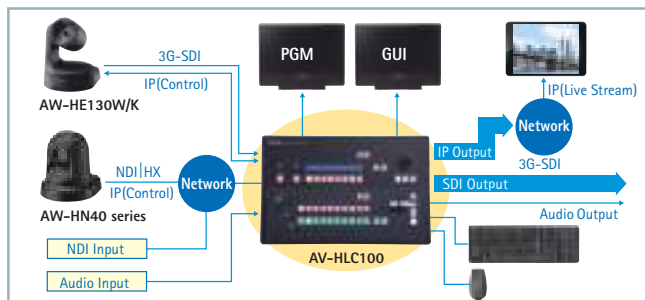 3G-SDI
IP(Control)
AW-HE130W/K
PGM
GUI
IP(Live Stream)
Network
IP Output
3G-SDI
SDI Output
Audio Output
NDI|HX
IP(Control)
Network
AW-HN40 series
NDI Input
Audio Input
AV-HLC100